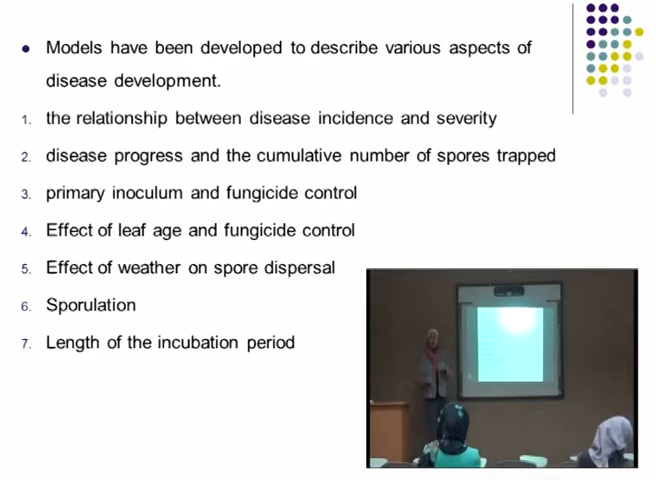 ● Models have been developed to describe various aspects of
disease development.
1. the relationship between disease incidence and severity
2. disease progress and the cumulative number of spores trapped
3. primary inoculum and fungicide control
4. Effect of leaf age and fungicide control
5. Effect of weather on spore dispersal
6. Sporulation
7. Length of the incubation period